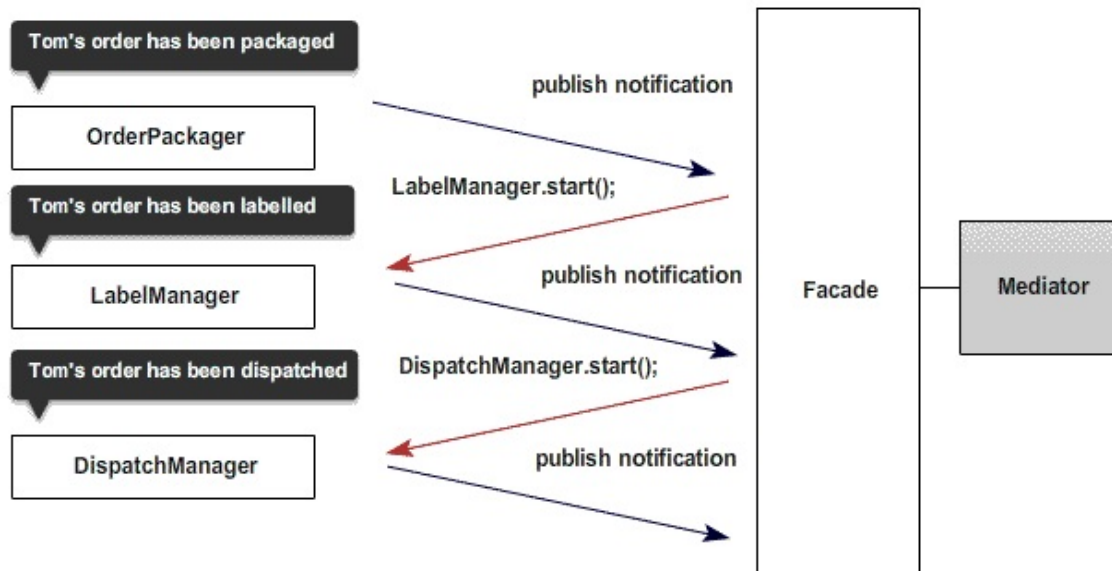 Tom's order has been packaged
publish notification
OrderPackager
LabelManager.start();
Tom's order has been labelled
publish notification
LabelManager
Facade
Mediator
DispatchManager.start();
Tom's order has been dispatched
publish notification
DispatchManager